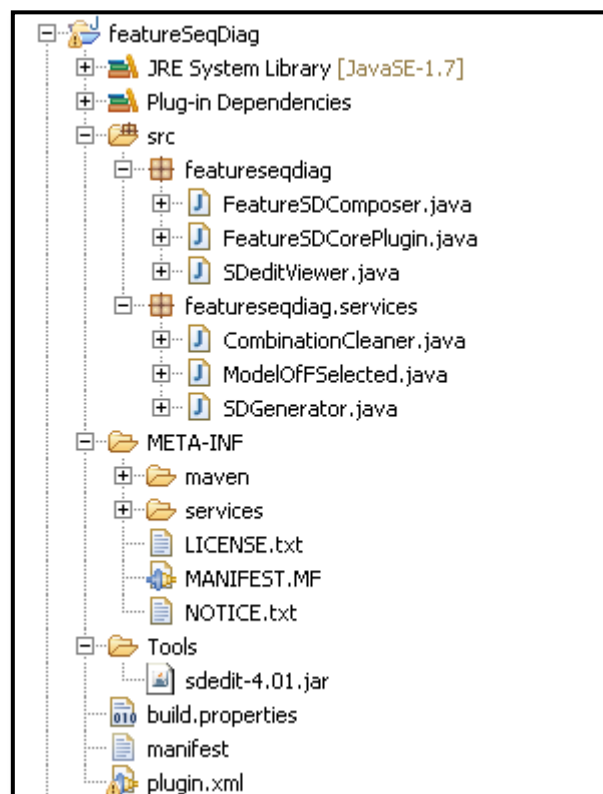 featureSeqDiag
JRE System Library [JavaSE-1.7]
Plug-in Dependencies
src
featureseqdiag
FeatureSDComposer.java
FeatureSDCorePlugin.java
SDeditViewer.java
featureseqdiag.services
CombinationCleaner.java
ModelOfFSelected.java
SDGenerator.java
META-INF
maven
services
LICENSE.txt
MANIFEST.MF
NOTICE.txt
Tools
sdedit-4.01.jar
build.properties
manifest
plugin.xml